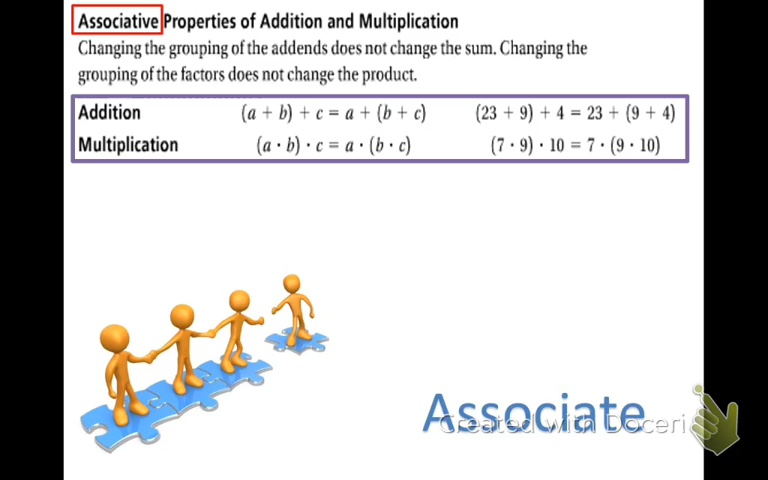 Associative Properties of Addition and Multiplication
Changing the grouping of the addends does not change the sum. Changing the
grouping of the factors does not change the product.
Addition (a + b) + c = a + (b + c) (23 + 9) + 4 = 23 + (9 + 4)
Multiplication (a · b) · c = a · (b · c) (7 · 9) · 10 = 7 · (9 · 10)
Associate
Created with Doceri